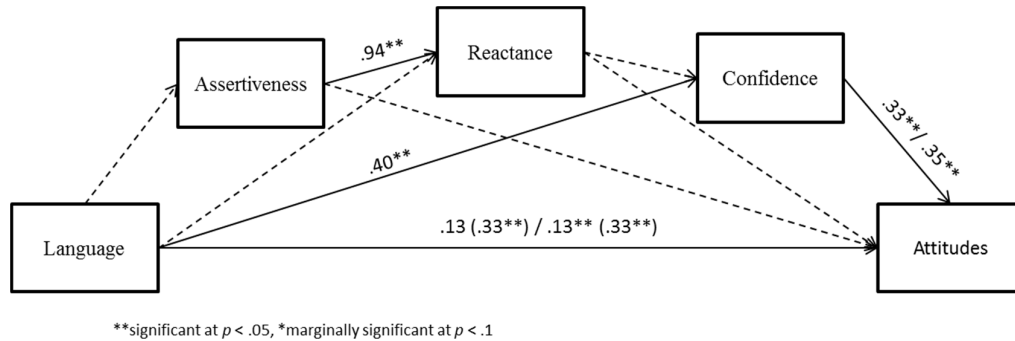 Reactance
.94**
Assertiveness
Confidence
.33**/ .35**
.40**
Language
.13 (.33**) / .13** (.33**)
Attitudes
**significant at p < .05, *marginally significant at p < .1